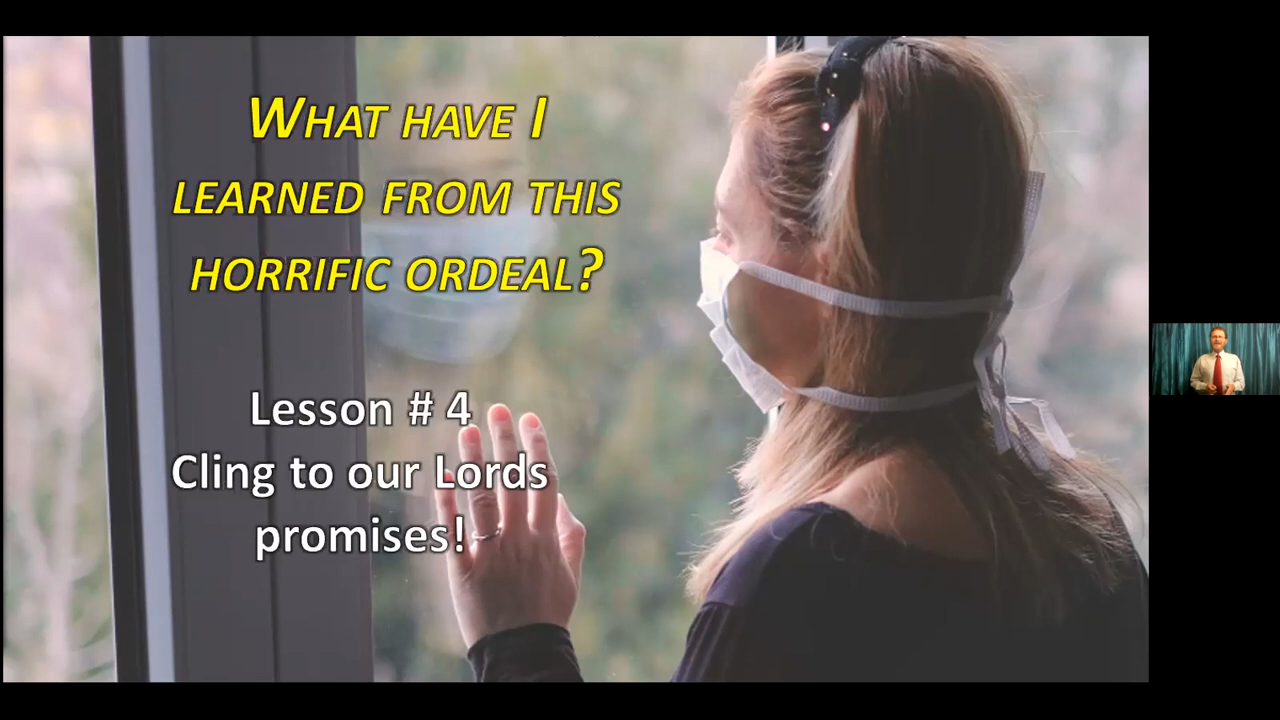 WHAT HAVE I
LEARNED FROM THIS
HORRIFIC ORDEAL?
Lesson # 4
Cling to our Lords
promises!